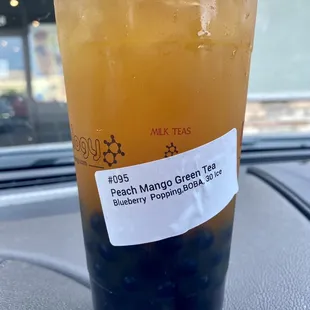 MILK TEAS
#095
Peach Mango Green Tea
Blueberry Popping,BOBA, 30 Ice